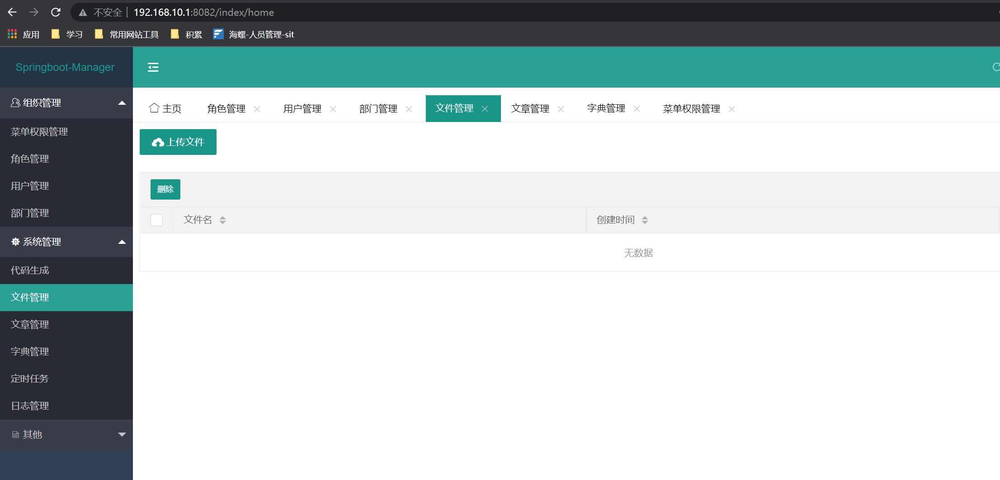 不安全 192.168.10.1:8082/index/home
应用 学习 常用网站工具 积累 海螺-人员管理-sit
Springboot-Manager
组织管理
菜单权限管理
角色管理
用户管理
部门管理
系统管理
代码生成
文件管理
文章管理
字典管理
定时任务
日志管理
其他
主页 角色管理 用户管理 部门管理 文件管理 文章管理 字典管理 菜单权限管理
上传文件
删除
文件名 创建时间
无数据